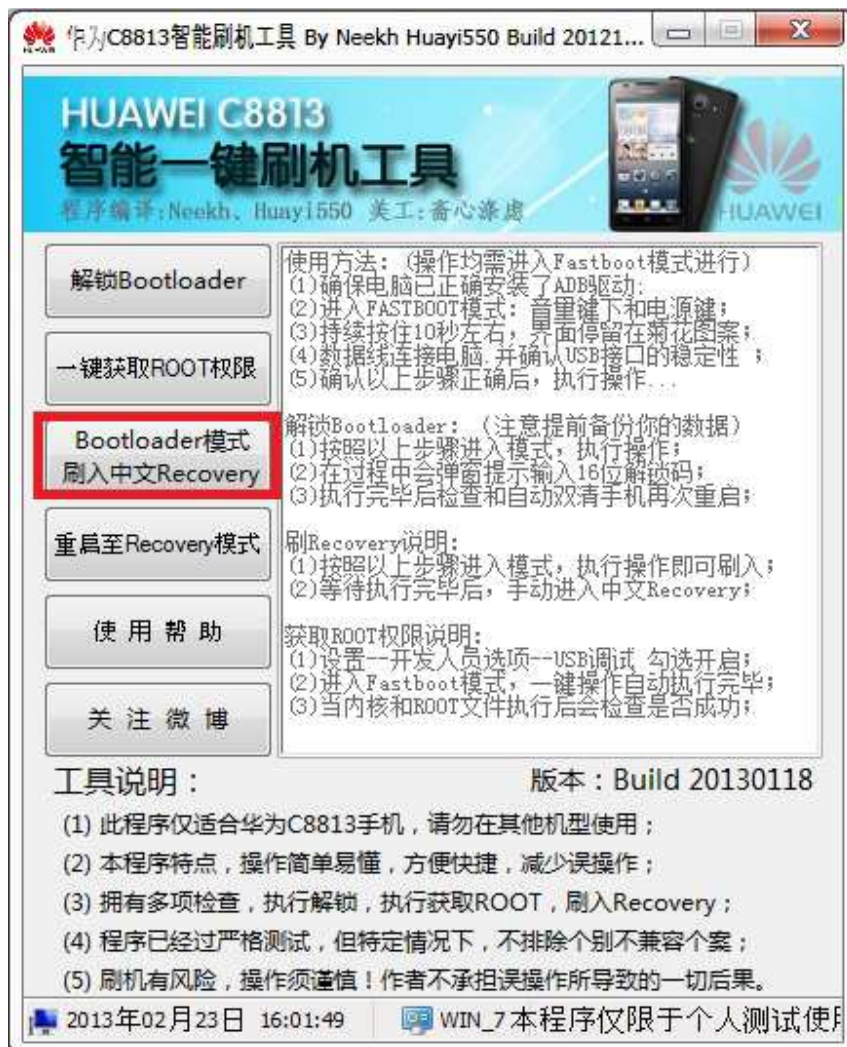 华为C8813智能刷机工具 By Neekh Huayi550 Build 20121...
HUAWEI C8813
智能一键刷机工具
程序编译:Neekh、Huayi550 美工:斋心涤虑
HUAWEI
解锁Bootloader
一键获取ROOT权限
Bootloader模式
刷入中文Recovery
重启至Recovery模式
使 用 帮 助
关 注 微 博
使用方法：(操作均需进入Fastboot模式进行)
(1)确保电脑已正确安装了ADB驱动;
(2)进入FASTBOOT模式：音量键下和电源键；
(3)持续按住10秒左右，界面停留在菊花图案；
(4)数据线连接电脑.并确认USB接口的稳定性 ；
(5)确认以上步骤正确后，执行操作...
解锁Bootloader：（注意提前备份你的数据）
(1)按照以上步骤进入模式，执行操作；
(2)在过程中会弹窗提示输入16位解锁码；
(3)执行完毕后检查和自动双清手机再次重启；
刷Recovery说明：
(1)按照以上步骤进入模式，执行操作即可刷入；
(2)等待执行完毕后，手动进入中文Recovery；
获取ROOT权限说明：
(1)设置--开发人员选项--USB调试 勾选开启；
(2)进入Fastboot模式，一键操作自动执行完毕；
(3)当内核和ROOT文件执行后会检查是否成功；
工具说明：
版本：Build 20130118
(1) 此程序仅适合华为C8813手机，请勿在其他机型使用；
(2) 本程序特点，操作简单易懂，方便快捷，减少误操作；
(3) 拥有多项检查，执行解锁，执行获取ROOT，刷入Recovery；
(4) 程序已经过严格测试，但特定情况下，不排除个别不兼容个案；
(5) 刷机有风险，操作须谨慎！作者不承担误操作所导致的一切后果。
2013年02月23日 16:01:49
WIN_7 本程序仅限于个人测试使用